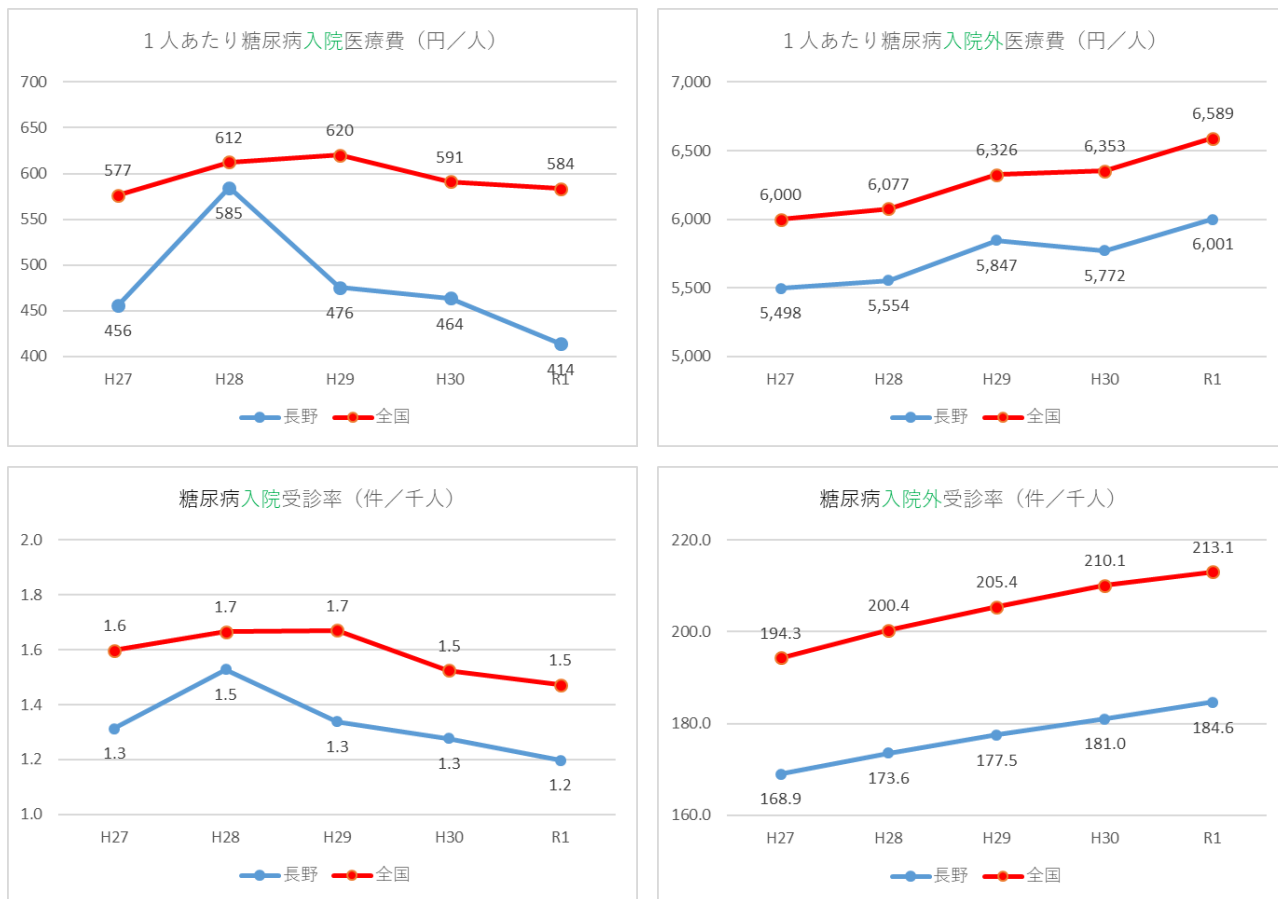 １人あたり糖尿病入院医療費（円／人）
700
650
600
550
500
450
400
577
612
620
591
584
456
585
476
464
414
H27
H28
H29
H30
R1
長野
全国
１人あたり糖尿病入院外医療費（円／人）
7,000
6,500
6,000
5,500
5,000
6,000
6,077
6,326
6,353
6,589
5,498
5,554
5,847
5,772
6,001
H27
H28
H29
H30
R1
長野
全国
糖尿病入院受診率（件／千人）
2.0
1.8
1.6
1.4
1.2
1.0
1.6
1.7
1.7
1.5
1.5
1.3
1.5
1.3
1.3
1.2
H27
H28
H29
H30
R1
長野
全国
糖尿病入院外受診率（件／千人）
220.0
200.0
180.0
160.0
194.3
200.4
205.4
210.1
213.1
168.9
173.6
177.5
181.0
184.6
H27
H28
H29
H30
R1
長野
全国